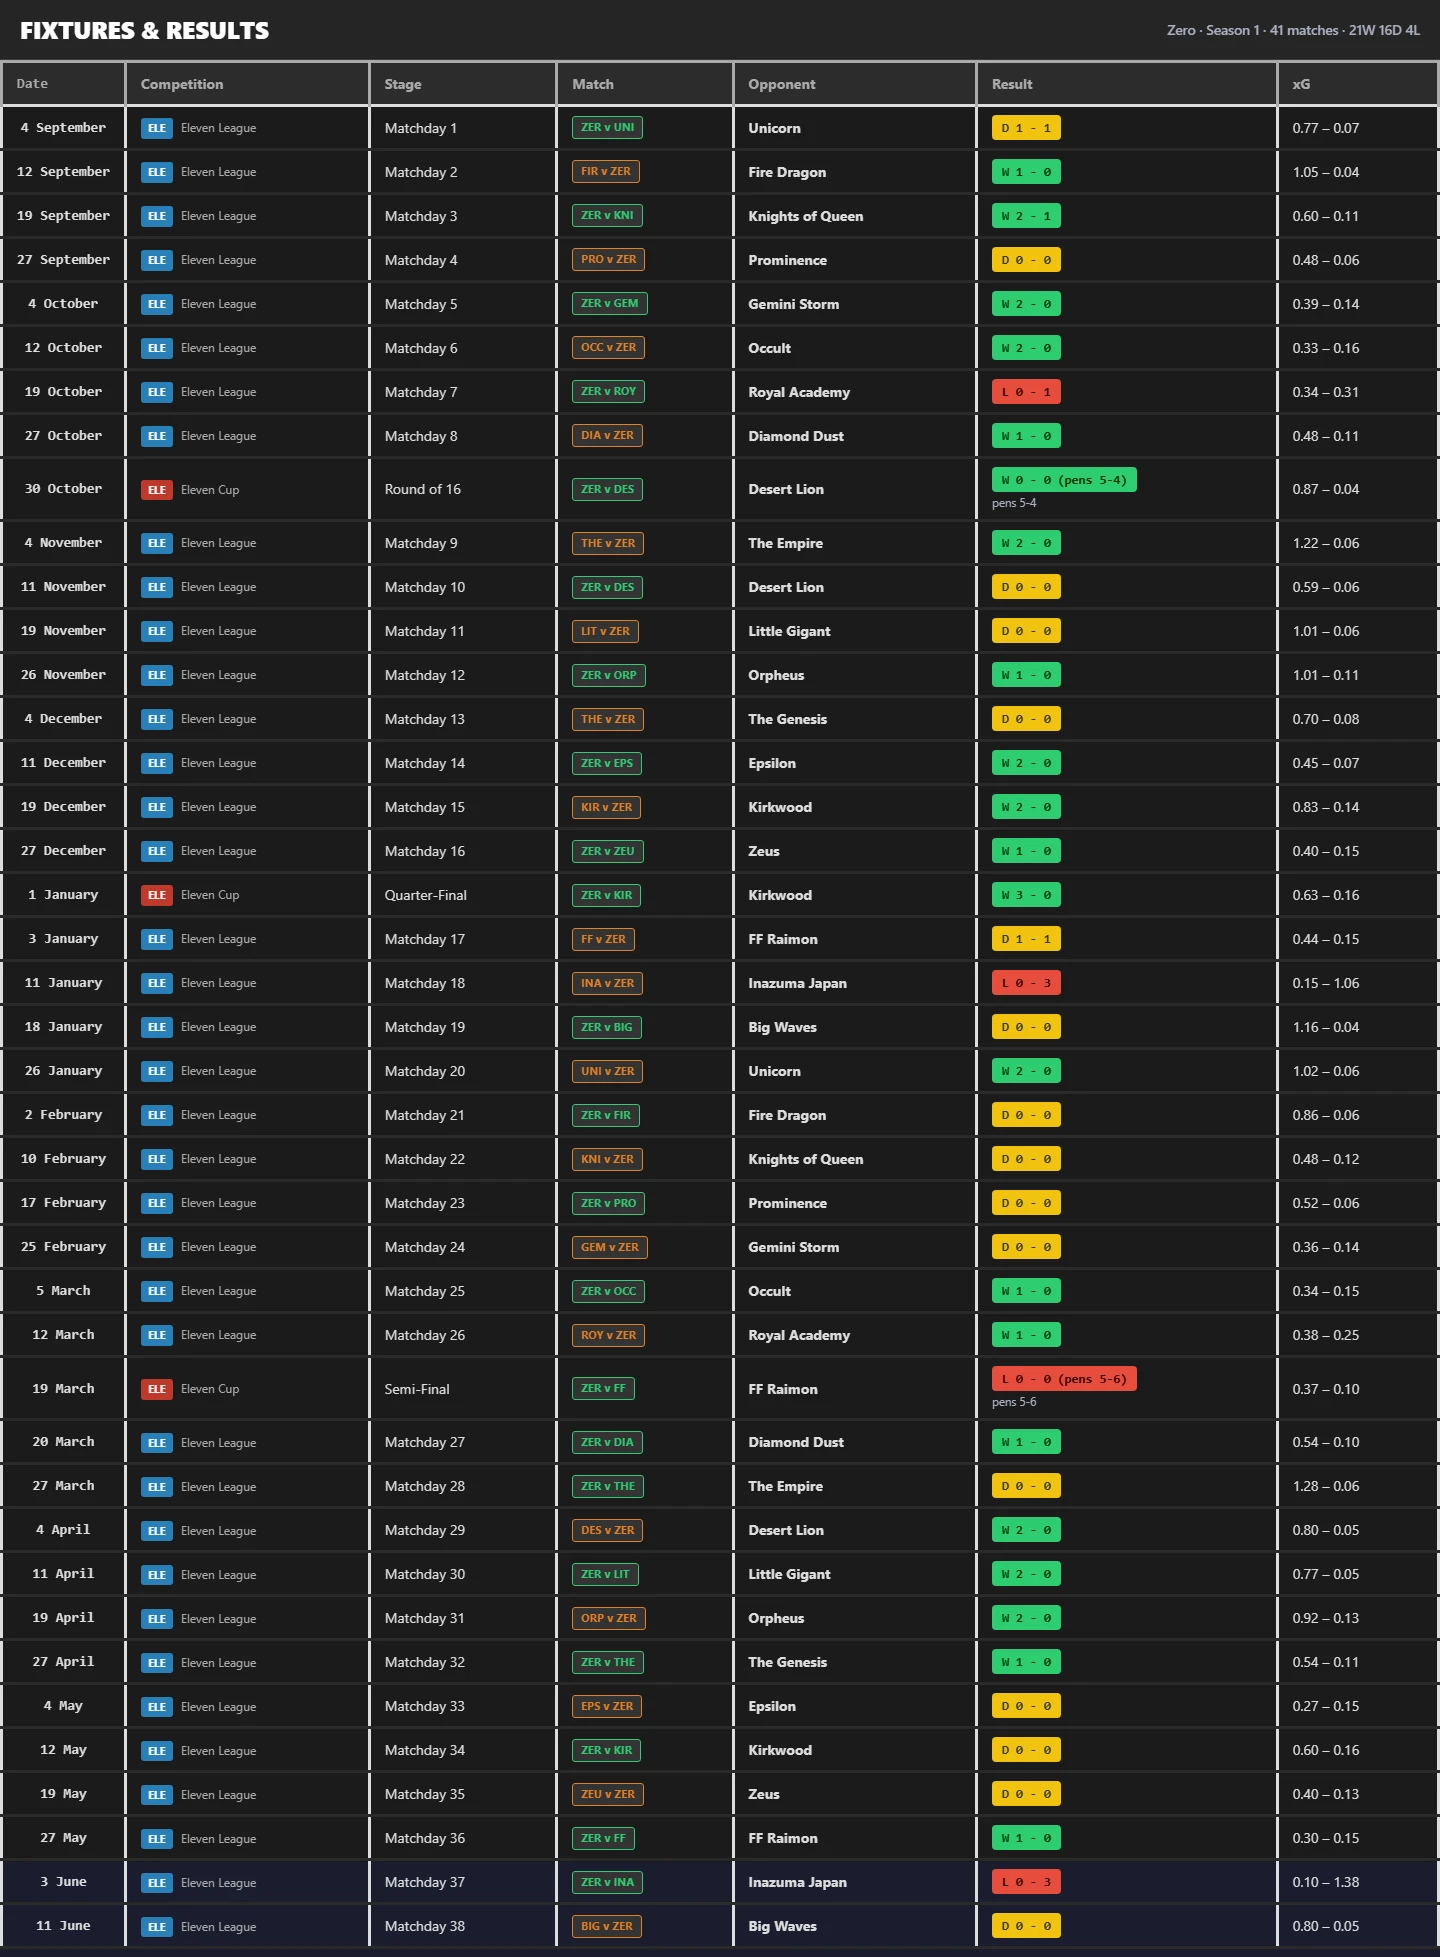 FIXTURES & RESULTS
Zero · Season 1 · 41 matches · 21W 16D 4L
Date Competition Stage Match Opponent Result xG
4 September ELE Eleven League Matchday 1 ZER v UNI Unicorn D 1 - 1 0.77 – 0.07
12 September ELE Eleven League Matchday 2 FIR v ZER Fire Dragon W 1 - 0 1.05 – 0.04
19 September ELE Eleven League Matchday 3 ZER v KNI Knights of Queen W 2 - 1 0.60 – 0.11
27 September ELE Eleven League Matchday 4 PRO v ZER Prominence D 0 - 0 0.48 – 0.06
4 October ELE Eleven League Matchday 5 ZER v GEM Gemini Storm W 2 - 0 0.39 – 0.14
12 October ELE Eleven League Matchday 6 OCC v ZER Occult W 2 - 0 0.33 – 0.16
19 October ELE Eleven League Matchday 7 ZER v ROY Royal Academy L 0 - 1 0.34 – 0.31
27 October ELE Eleven League Matchday 8 DIA v ZER Diamond Dust W 1 - 0 0.48 – 0.11
30 October ELE Eleven Cup Round of 16 ZER v DES Desert Lion W 0 - 0 (pens 5-4) 0.87 – 0.04
pens 5-4
4 November ELE Eleven League Matchday 9 THE v ZER The Empire W 2 - 0 1.22 – 0.06
11 November ELE Eleven League Matchday 10 ZER v DES Desert Lion D 0 - 0 0.59 – 0.06
19 November ELE Eleven League Matchday 11 LIT v ZER Little Gigant D 0 - 0 1.01 – 0.06
26 November ELE Eleven League Matchday 12 ZER v ORP Orpheus W 1 - 0 1.01 – 0.11
4 December ELE Eleven League Matchday 13 THE v ZER The Genesis D 0 - 0 0.70 – 0.08
11 December ELE Eleven League Matchday 14 ZER v EPS Epsilon W 2 - 0 0.45 – 0.07
19 December ELE Eleven League Matchday 15 KIR v ZER Kirkwood W 2 - 0 0.83 – 0.14
27 December ELE Eleven League Matchday 16 ZER v ZEU Zeus W 1 - 0 0.40 – 0.15
1 January ELE Eleven Cup Quarter-Final ZER v KIR Kirkwood W 3 - 0 0.63 – 0.16
3 January ELE Eleven League Matchday 17 FF v ZER FF Raimon D 1 - 1 0.44 – 0.15
11 January ELE Eleven League Matchday 18 INA v ZER Inazuma Japan L 0 - 3 0.15 – 1.06
18 January ELE Eleven League Matchday 19 ZER v BIG Big Waves D 0 - 0 1.16 – 0.04
26 January ELE Eleven League Matchday 20 UNI v ZER Unicorn W 2 - 0 1.02 – 0.06
2 February ELE Eleven League Matchday 21 ZER v FIR Fire Dragon D 0 - 0 0.86 – 0.06
10 February ELE Eleven League Matchday 22 KNI v ZER Knights of Queen D 0 - 0 0.48 – 0.12
17 February ELE Eleven League Matchday 23 ZER v PRO Prominence D 0 - 0 0.52 – 0.06
25 February ELE Eleven League Matchday 24 GEM v ZER Gemini Storm D 0 - 0 0.36 – 0.14
5 March ELE Eleven League Matchday 25 ZER v OCC Occult W 1 - 0 0.34 – 0.15
12 March ELE Eleven League Matchday 26 ROY v ZER Royal Academy W 1 - 0 0.38 – 0.25
19 March ELE Eleven Cup Semi-Final ZER v FF FF Raimon L 0 - 0 (pens 5-6) 0.37 – 0.10
pens 5-6
20 March ELE Eleven League Matchday 27 ZER v DIA Diamond Dust W 1 - 0 0.54 – 0.10
27 March ELE Eleven League Matchday 28 ZER v THE The Empire D 0 - 0 1.28 – 0.06
4 April ELE Eleven League Matchday 29 DES v ZER Desert Lion W 2 - 0 0.80 – 0.05
11 April ELE Eleven League Matchday 30 ZER v LIT Little Gigant W 2 - 0 0.77 – 0.05
19 April ELE Eleven League Matchday 31 ORP v ZER Orpheus W 2 - 0 0.92 – 0.13
27 April ELE Eleven League Matchday 32 ZER v THE The Genesis W 1 - 0 0.54 – 0.11
4 May ELE Eleven League Matchday 33 EPS v ZER Epsilon D 0 - 0 0.27 – 0.15
12 May ELE Eleven League Matchday 34 ZER v KIR Kirkwood D 0 - 0 0.60 – 0.16
19 May ELE Eleven League Matchday 35 ZEU v ZER Zeus D 0 - 0 0.40 – 0.13
27 May ELE Eleven League Matchday 36 ZER v FF FF Raimon W 1 - 0 0.30 – 0.15
3 June ELE Eleven League Matchday 37 ZER v INA Inazuma Japan L 0 - 3 0.10 – 1.38
11 June ELE Eleven League Matchday 38 BIG v ZER Big Waves D 0 - 0 0.80 – 0.05